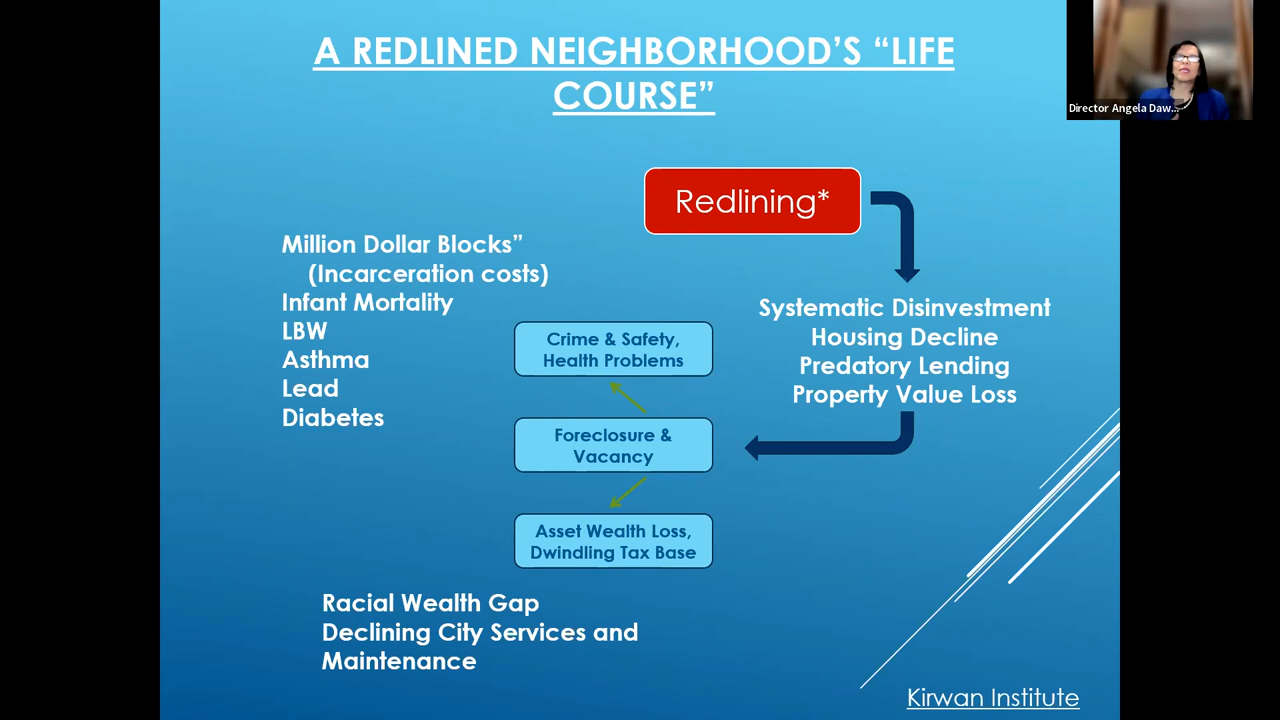 A REDLINED NEIGHBORHOOD’S “LIFE
COURSE”
Director Angela Daw...
Redlining*
Million Dollar Blocks”
(Incarceration costs)
Infant Mortality
LBW
Asthma
Lead
Diabetes
Systematic Disinvestment
Housing Decline
Predatory Lending
Property Value Loss
Crime & Safety,
Health Problems
Foreclosure &
Vacancy
Asset Wealth Loss,
Dwindling Tax Base
Racial Wealth Gap
Declining City Services and
Maintenance
Kirwan Institute